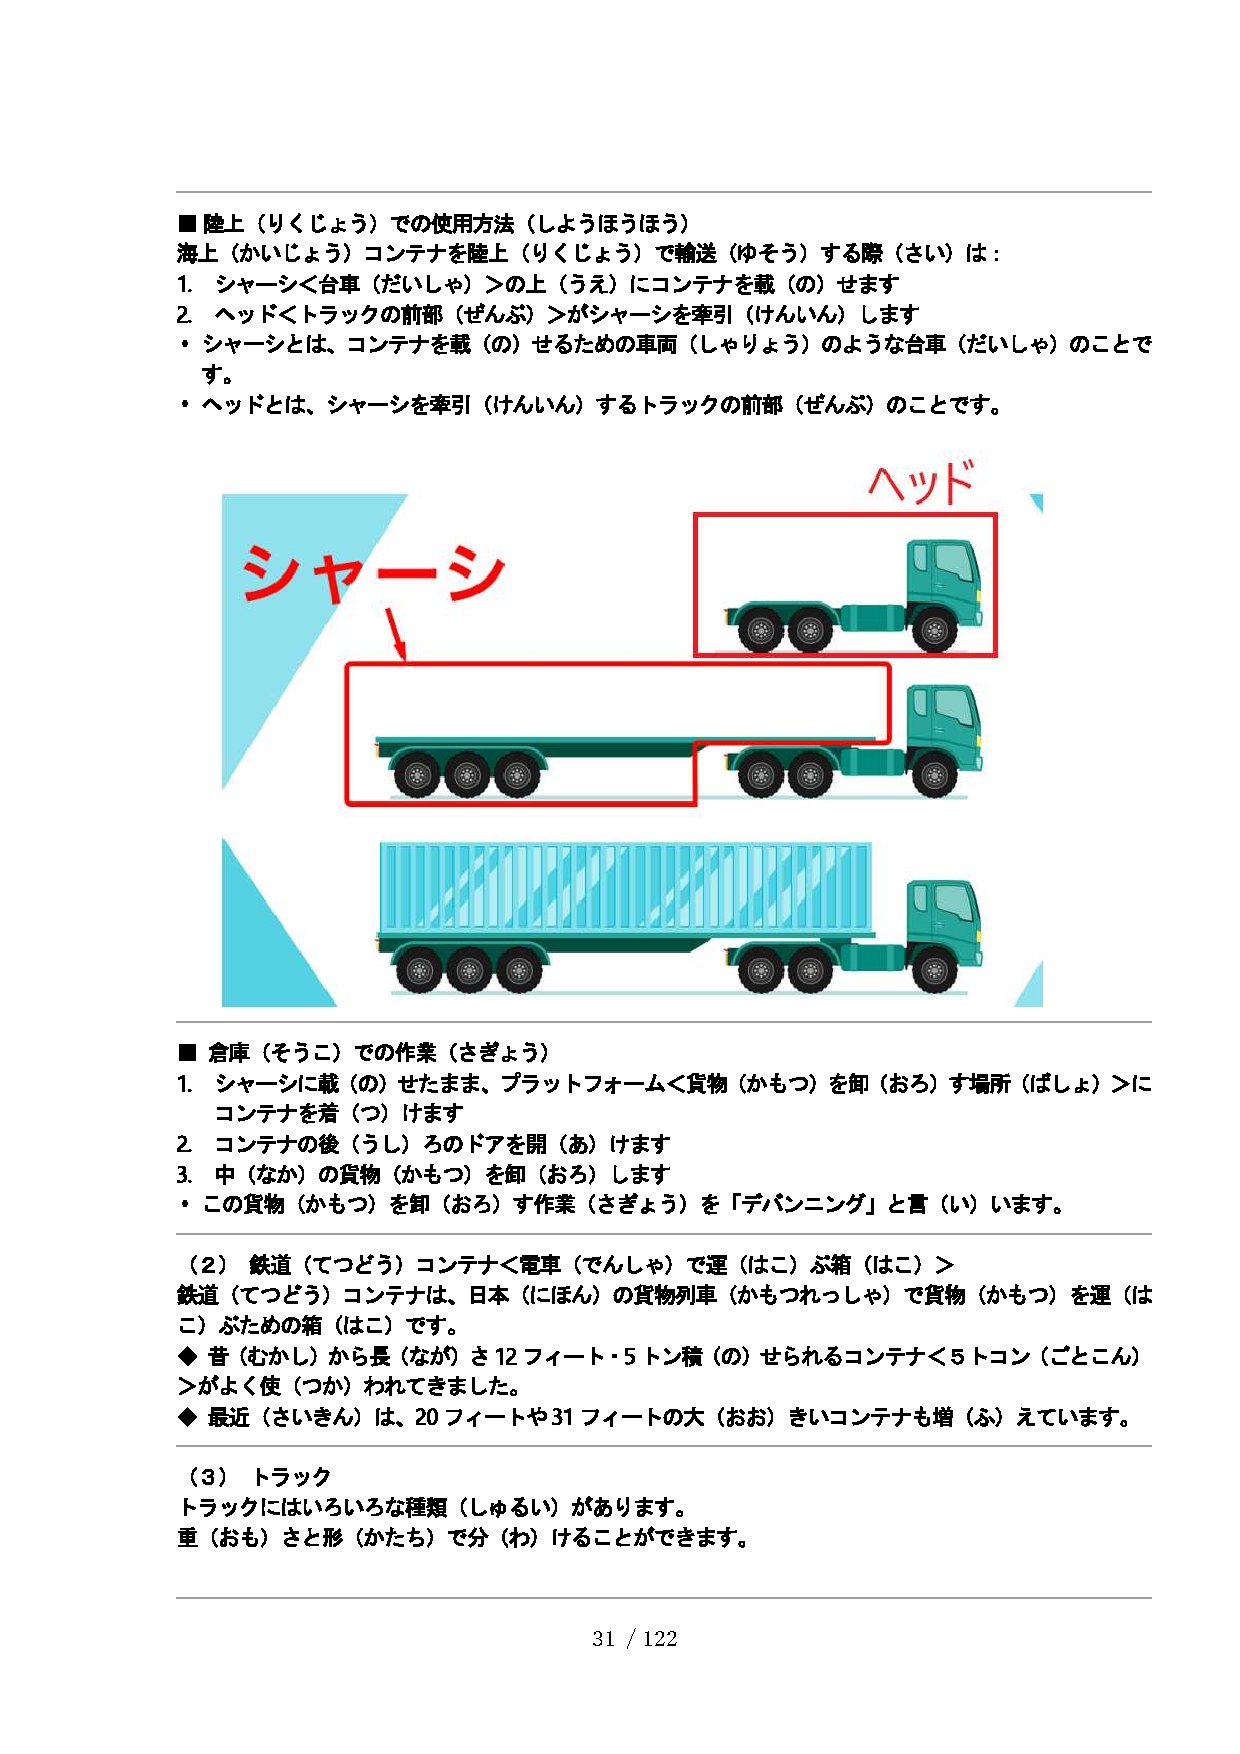 ■ 陸上（りくじょう）での使用方法（しようほうほう）
海上（かいじょう）コンテナを陸上（りくじょう）で輸送（ゆそう）する際（さい）は：
1. シャーシ＜台車（だいしゃ）＞の上（うえ）にコンテナを載（の）せます
2. ヘッド＜トラックの前部（ぜんぶ）＞がシャーシを牽引（けんいん）します
• シャーシとは、コンテナを載（の）せるための車両（しゃりょう）のような台車（だいしゃ）のことで
す。
• ヘッドとは、シャーシを牽引（けんいん）するトラックの前部（ぜんぶ）のことです。
ヘッド
シャーシ
■ 倉庫（そうこ）での作業（さぎょう）
1. シャーシに載（の）せたまま、プラットフォーム＜貨物（かもつ）を卸（おろ）す場所（ばしょ）＞に
コンテナを着（つ）けます
2. コンテナの後（うし）ろのドアを開（あ）けます
3. 中（なか）の貨物（かもつ）を卸（おろ）します
• この貨物（かもつ）を卸（おろ）す作業（さぎょう）を「デバンニング」と言（い）います。
（２） 鉄道（てつどう）コンテナ＜電車（でんしゃ）で運（はこ）ぶ箱（はこ）＞
鉄道（てつどう）コンテナは、日本（にほん）の貨物列車（かもつれっしゃ）で貨物（かもつ）を運（は
こ）ぶための箱（はこ）です。
◆ 昔（むかし）から長（なが）さ 12 フィート・5 トン積（の）せられるコンテナ＜５トコン（ごとこん）
＞がよく使（つか）われてきました。
◆ 最近（さいきん）は、20 フィートや 31 フィートの大（おお）きいコンテナも増（ふ）えています。
（３） トラック
トラックにはいろいろな種類（しゅるい）があります。
重（おも）さと形（かたち）で分（わ）けることができます。
31 / 122